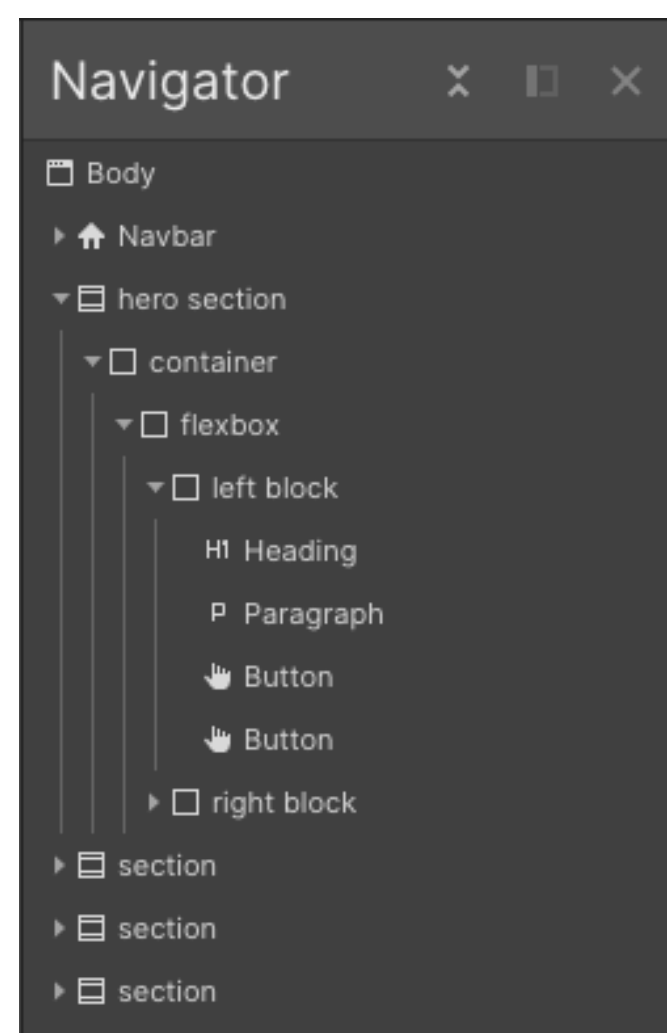 Navigator
Body
Navbar
hero section
container
flexbox
left block
H1 Heading
P Paragraph
Button
Button
right block
section
section
section